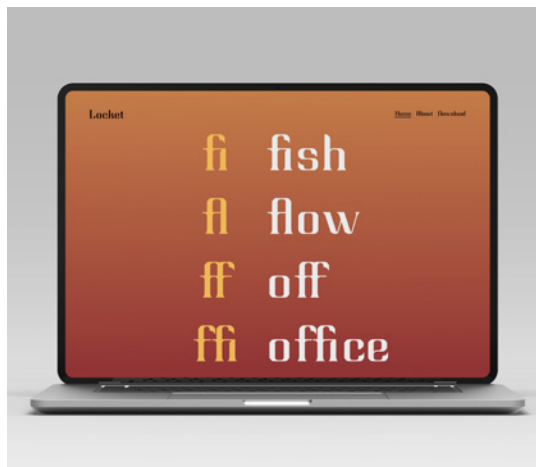 Locket
Home About Download
fi fish
fl flow
ff off
ffi office